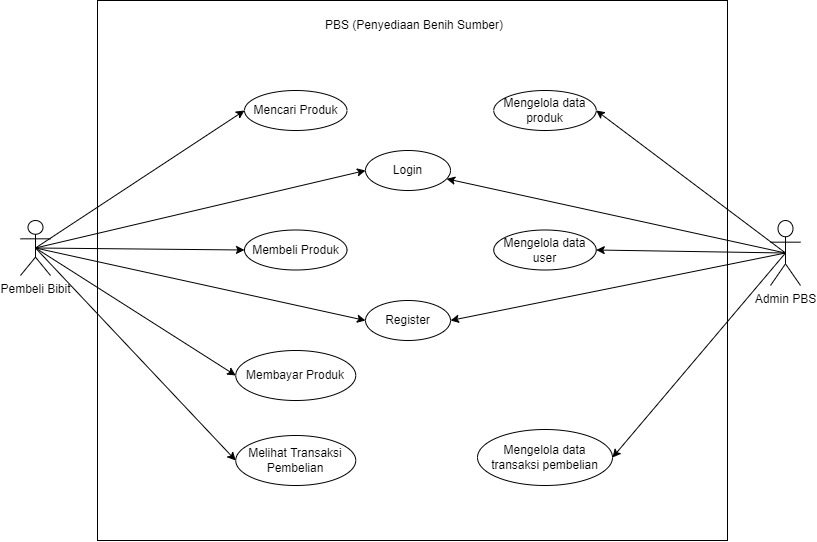 PBS (Penyediaan Benih Sumber)
Mencari Produk
Mengelola data
produk
Login
Membeli Produk
Mengelola data
user
Pembeli Bibit
Admin PBS
Register
Membayar Produk
Melihat Transaksi
Pembelian
Mengelola data
transaksi pembelian